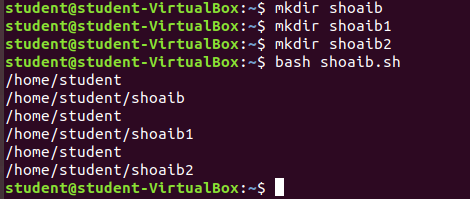 student@student-VirtualBox:~$ mkdir shoaib
student@student-VirtualBox:~$ mkdir shoaib1
student@student-VirtualBox:~$ mkdir shoaib2
student@student-VirtualBox:~$ bash shoaib.sh
/home/student
/home/student/shoaib
/home/student
/home/student/shoaib1
/home/student
/home/student/shoaib2
student@student-VirtualBox:~$